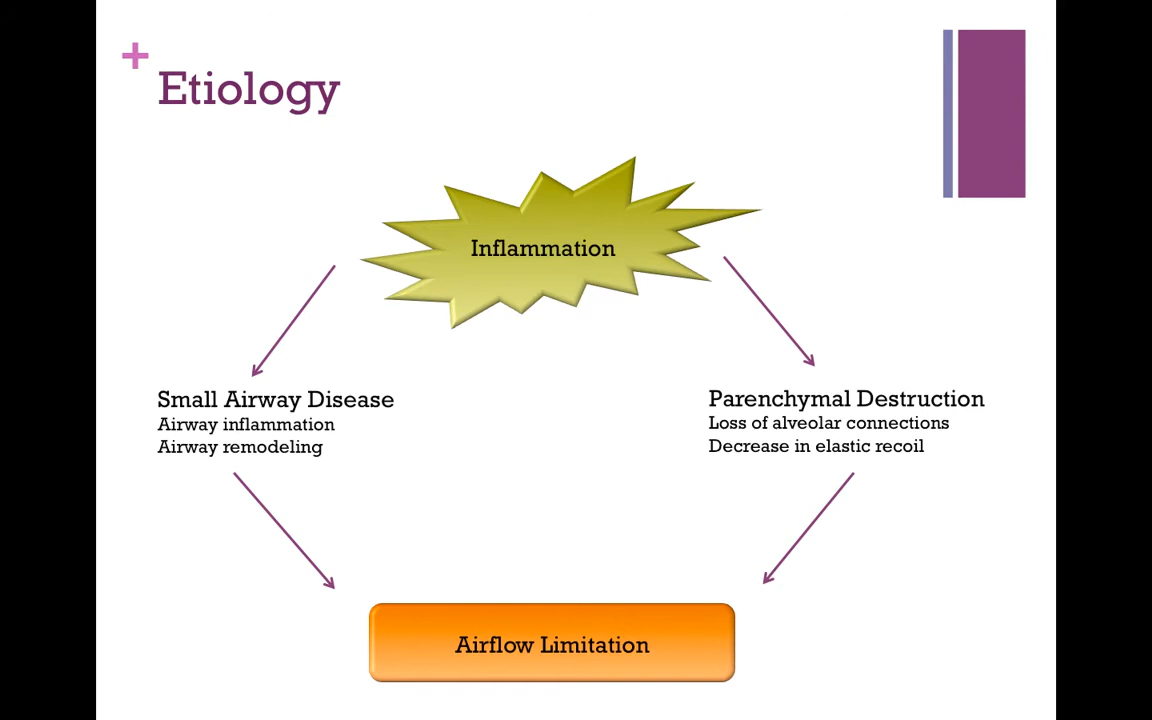 +
Etiology
Inflammation
Small Airway Disease
Airway inflammation
Airway remodeling
Parenchymal Destruction
Loss of alveolar connections
Decrease in elastic recoil
Airflow Limitation